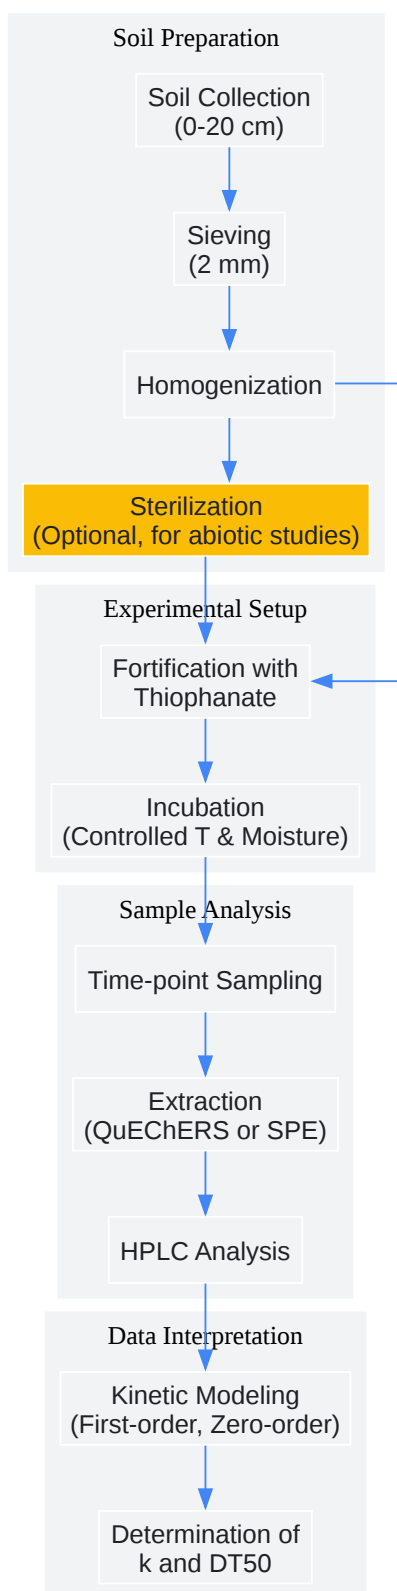 Soil Preparation
Soil Collection
(0-20 cm)
Sieving
(2 mm)
Homogenization
Sterilization
(Optional, for abiotic studies)
Experimental Setup
Fortification with
Thiophanate
Incubation
(Controlled T & Moisture)
Sample Analysis
Time-point Sampling
Extraction
(QuEChERS or SPE)
HPLC Analysis
Data Interpretation
Kinetic Modeling
(First-order, Zero-order)
Determination of
k and DT50